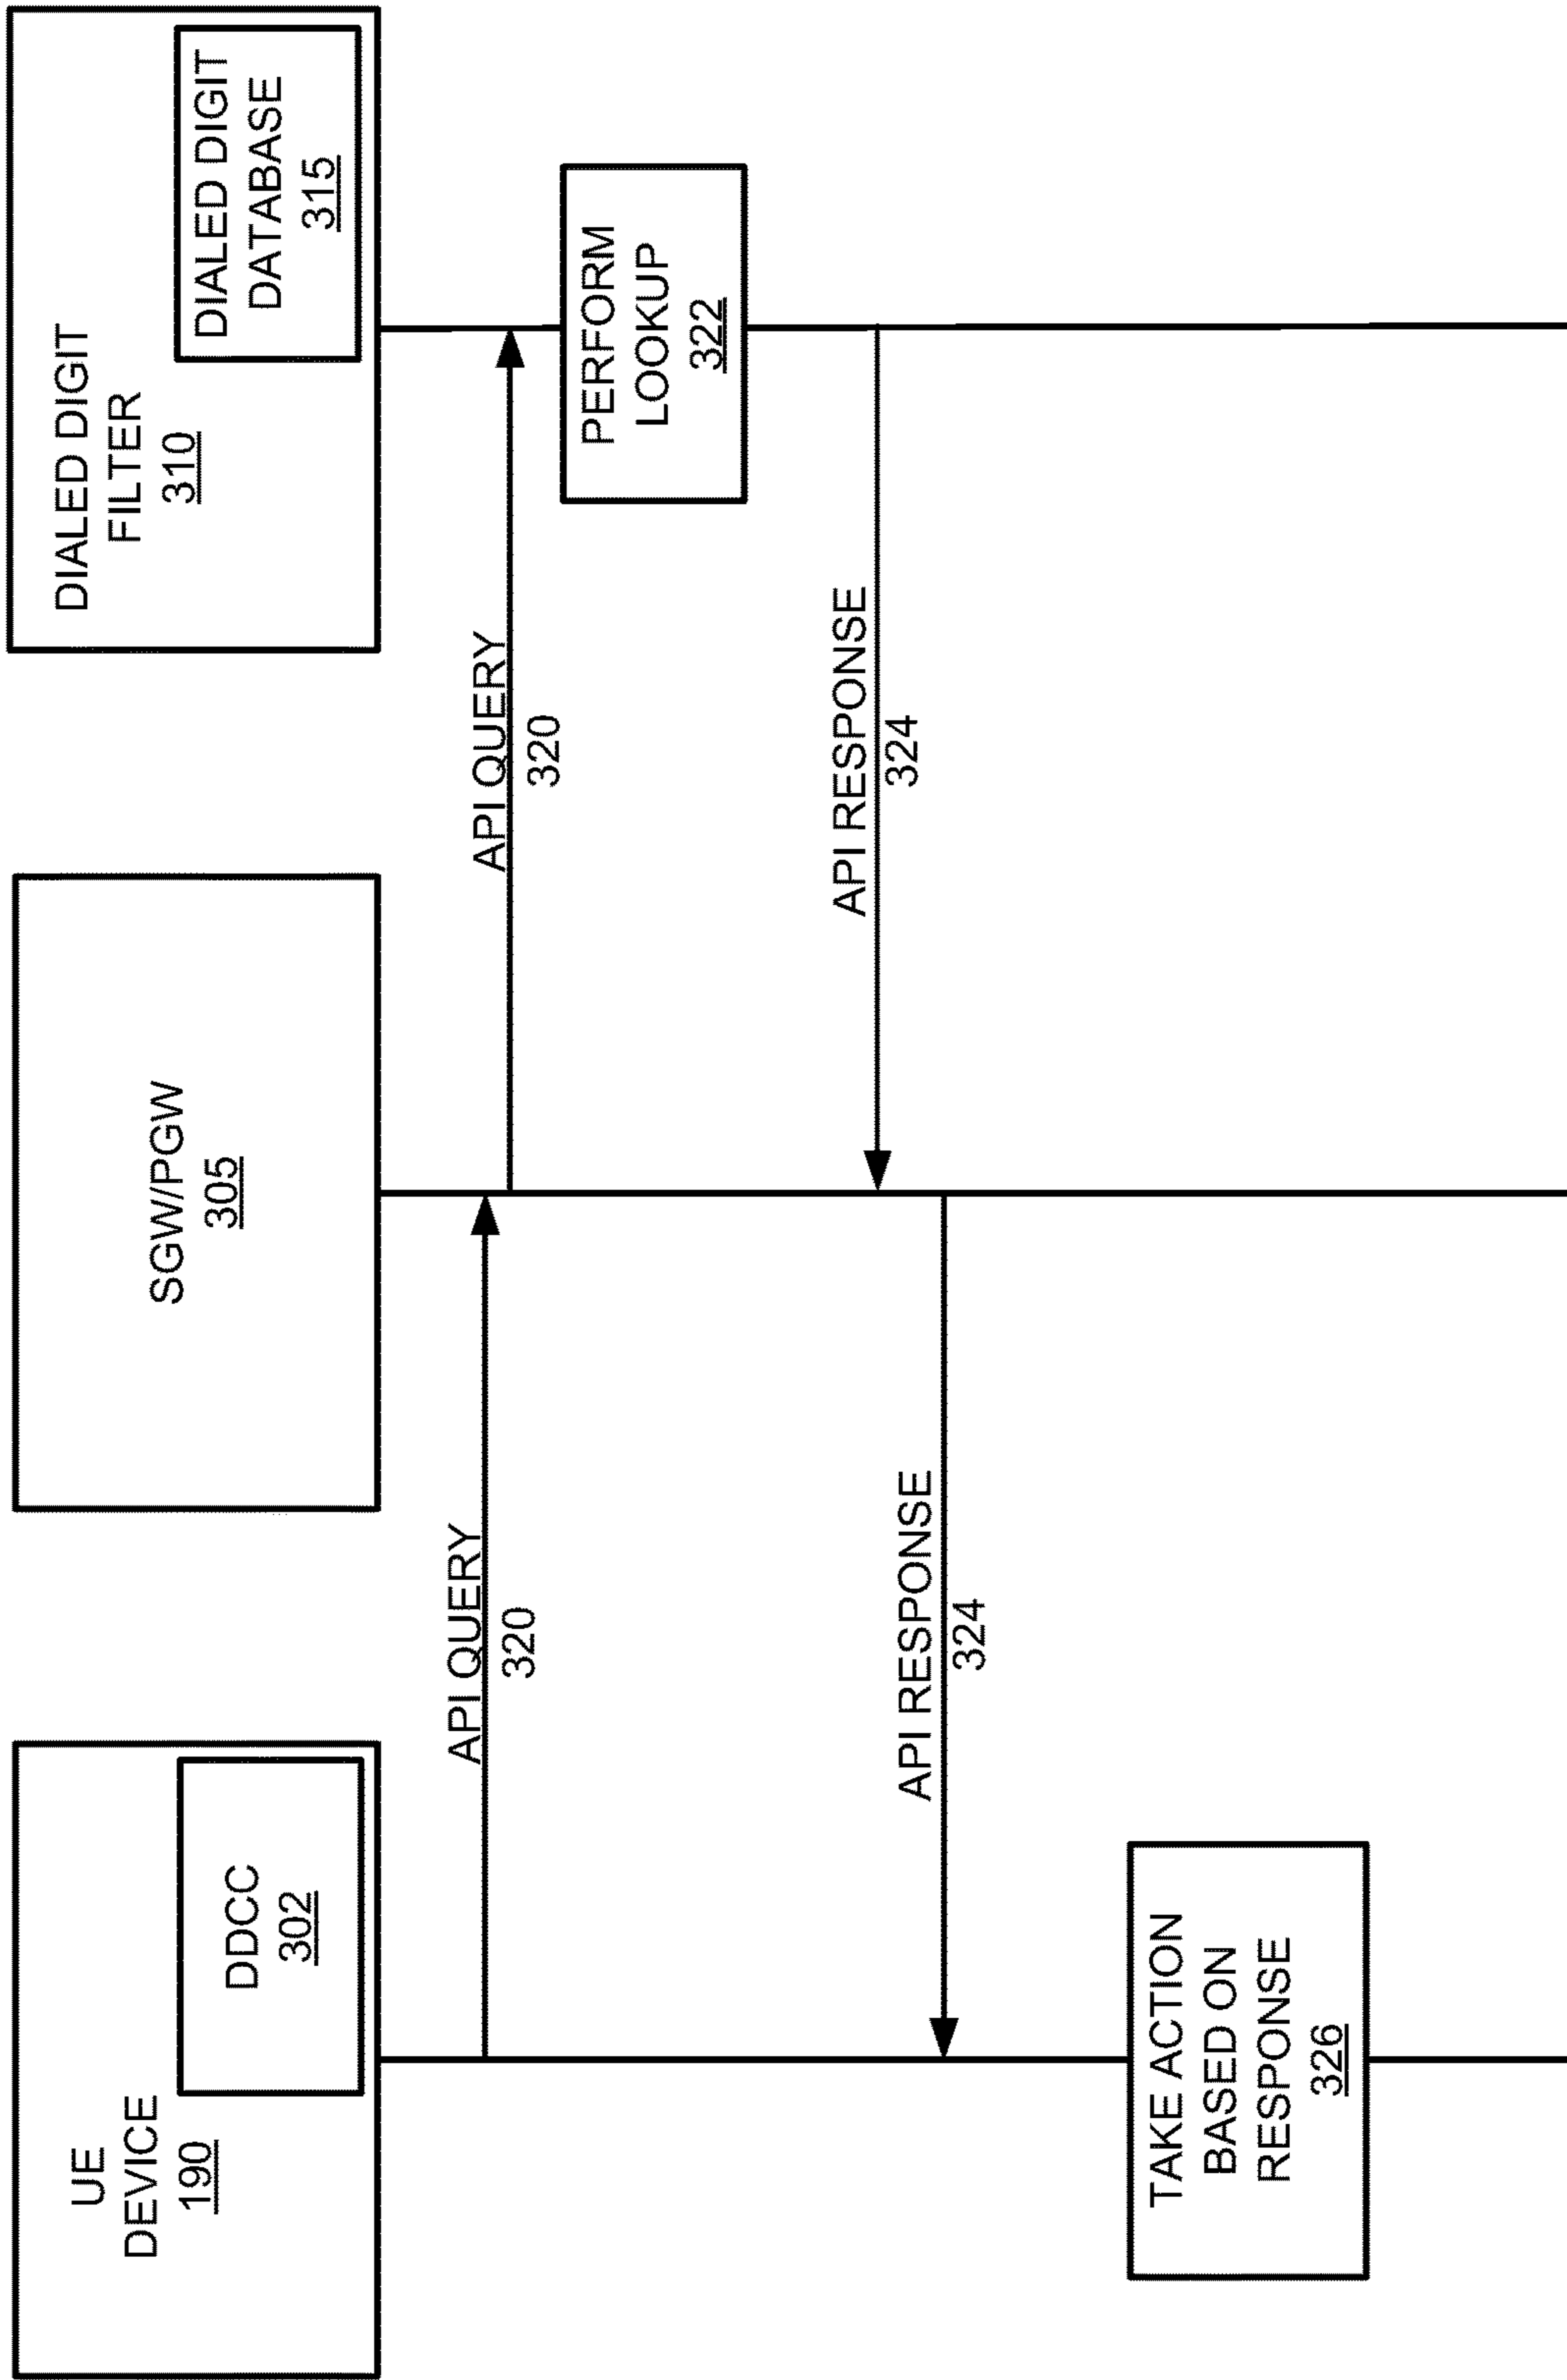 UE
DEVICE
190
DDCC
302
SGW/PGW
305
DIALED DIGIT
FILTER
310
DIALED DIGIT
DATABASE
315
API QUERY
320
API QUERY
320
PERFORM
LOOKUP
322
API RESPONSE
324
API RESPONSE
324
TAKE ACTION
BASED ON
RESPONSE
326